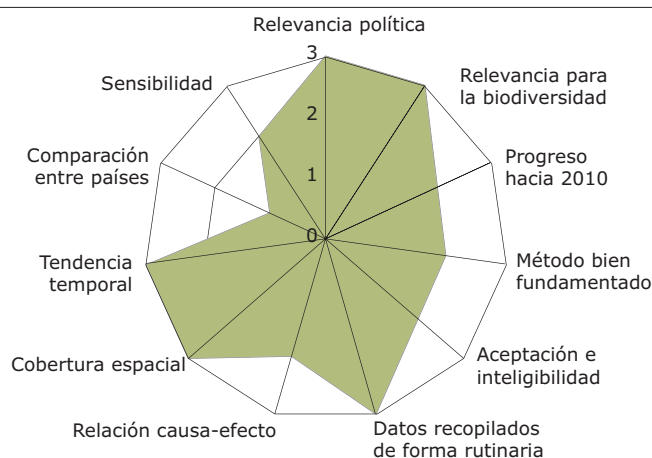 Relevancia política
Relevancia para
la biodiversidad
Progreso
hacia 2010
Método bien
fundamentado
Aceptación e
inteligibilidad
Datos recopilados
de forma rutinaria
Relación causa-efecto
Cobertura espacial
Tendencia
temporal
Comparación
entre países
Sensibilidad
3
2
1
0